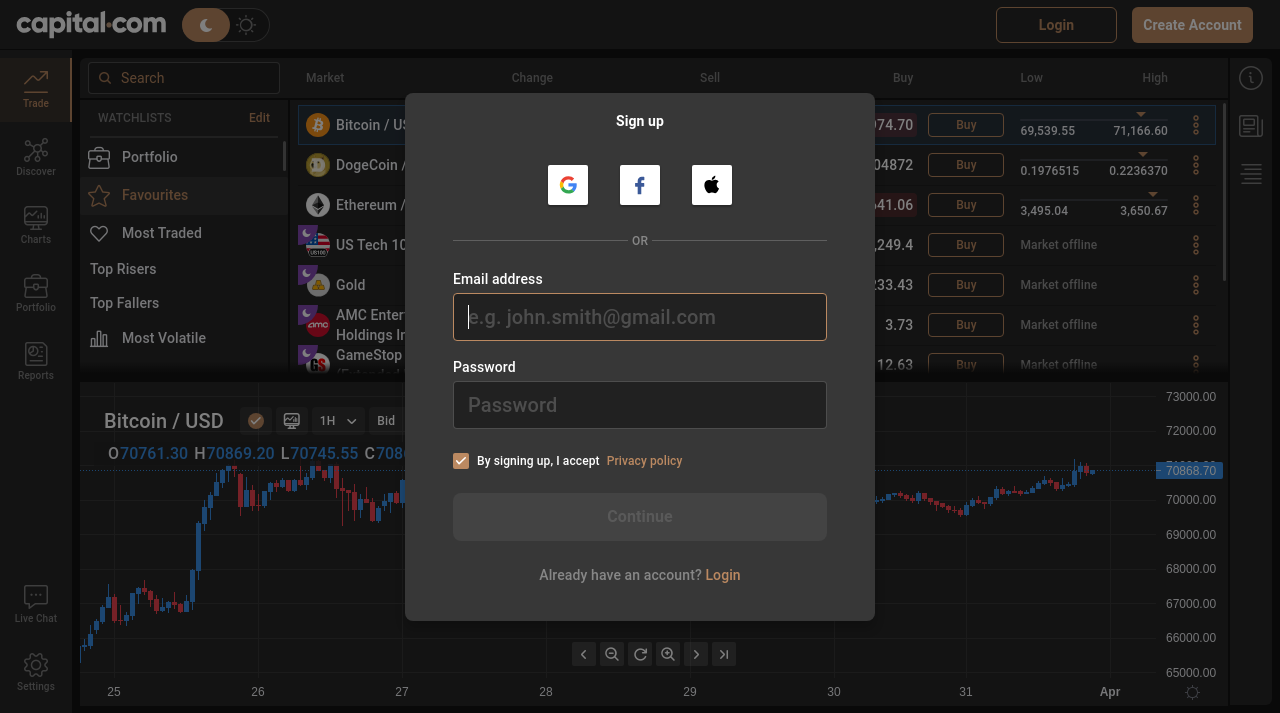 capital.com
Login
Create Account
Trade
Discover
Charts
Portfolio
Reports
Live Chat
Settings
Search
WATCHLISTS Edit
Portfolio
Favourites
Most Traded
Top Risers
Top Fallers
Most Volatile
Market Change Sell Buy Low High
Bitcoin / 74.70 Buy 69,539.55 71,166.60
DogeCoin / 04872 Buy 0.1976515 0.2236370
Ethereum / 41.06 Buy 3,495.04 3,650.67
US Tech 10 ,249.4 Buy Market offline
Gold 33.43 Buy Market offline
AMC Enter
Holdings In 3.73 Buy Market offline
GameStop 12.63 Buy Market offline
Sign up
OR
Email address
e.g. john.smith@gmail.com
Password
Password
By signing up, I accept Privacy policy
Continue
Already have an account? Login
Bitcoin / USD 1H Bid
O70761.30 H70869.20 L70745.55 C708
73000.00
72000.00
70868.70
70000.00
69000.00
68000.00
67000.00
66000.00
65000.00
25 26 27 28 29 30 31 Apr